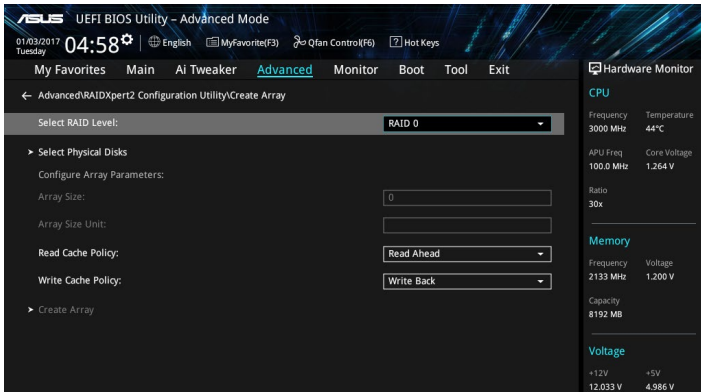 ASUS UEFI BIOS Utility – Advanced Mode
01/03/2017 Tuesday 04:58 English MyFavorite(F3) Qfan Control(F6) ? Hot Keys
My Favorites Main Ai Tweaker Advanced Monitor Boot Tool Exit
← Advanced\RAIDXpert2 Configuration Utility\Create Array
Select RAID Level: RAID 0
> Select Physical Disks
Configure Array Parameters:
Array Size: 0
Array Size Unit:
Read Cache Policy: Read Ahead
Write Cache Policy: Write Back
> Create Array
Hardware Monitor
CPU
Frequency Temperature
3000 MHz 44°C
APU Freq Core Voltage
100.0 MHz 1.264 V
Ratio
30x
Memory
Frequency Voltage
2133 MHz 1.200 V
Capacity
8192 MB
Voltage
+12V +5V
12.033 V 4.986 V